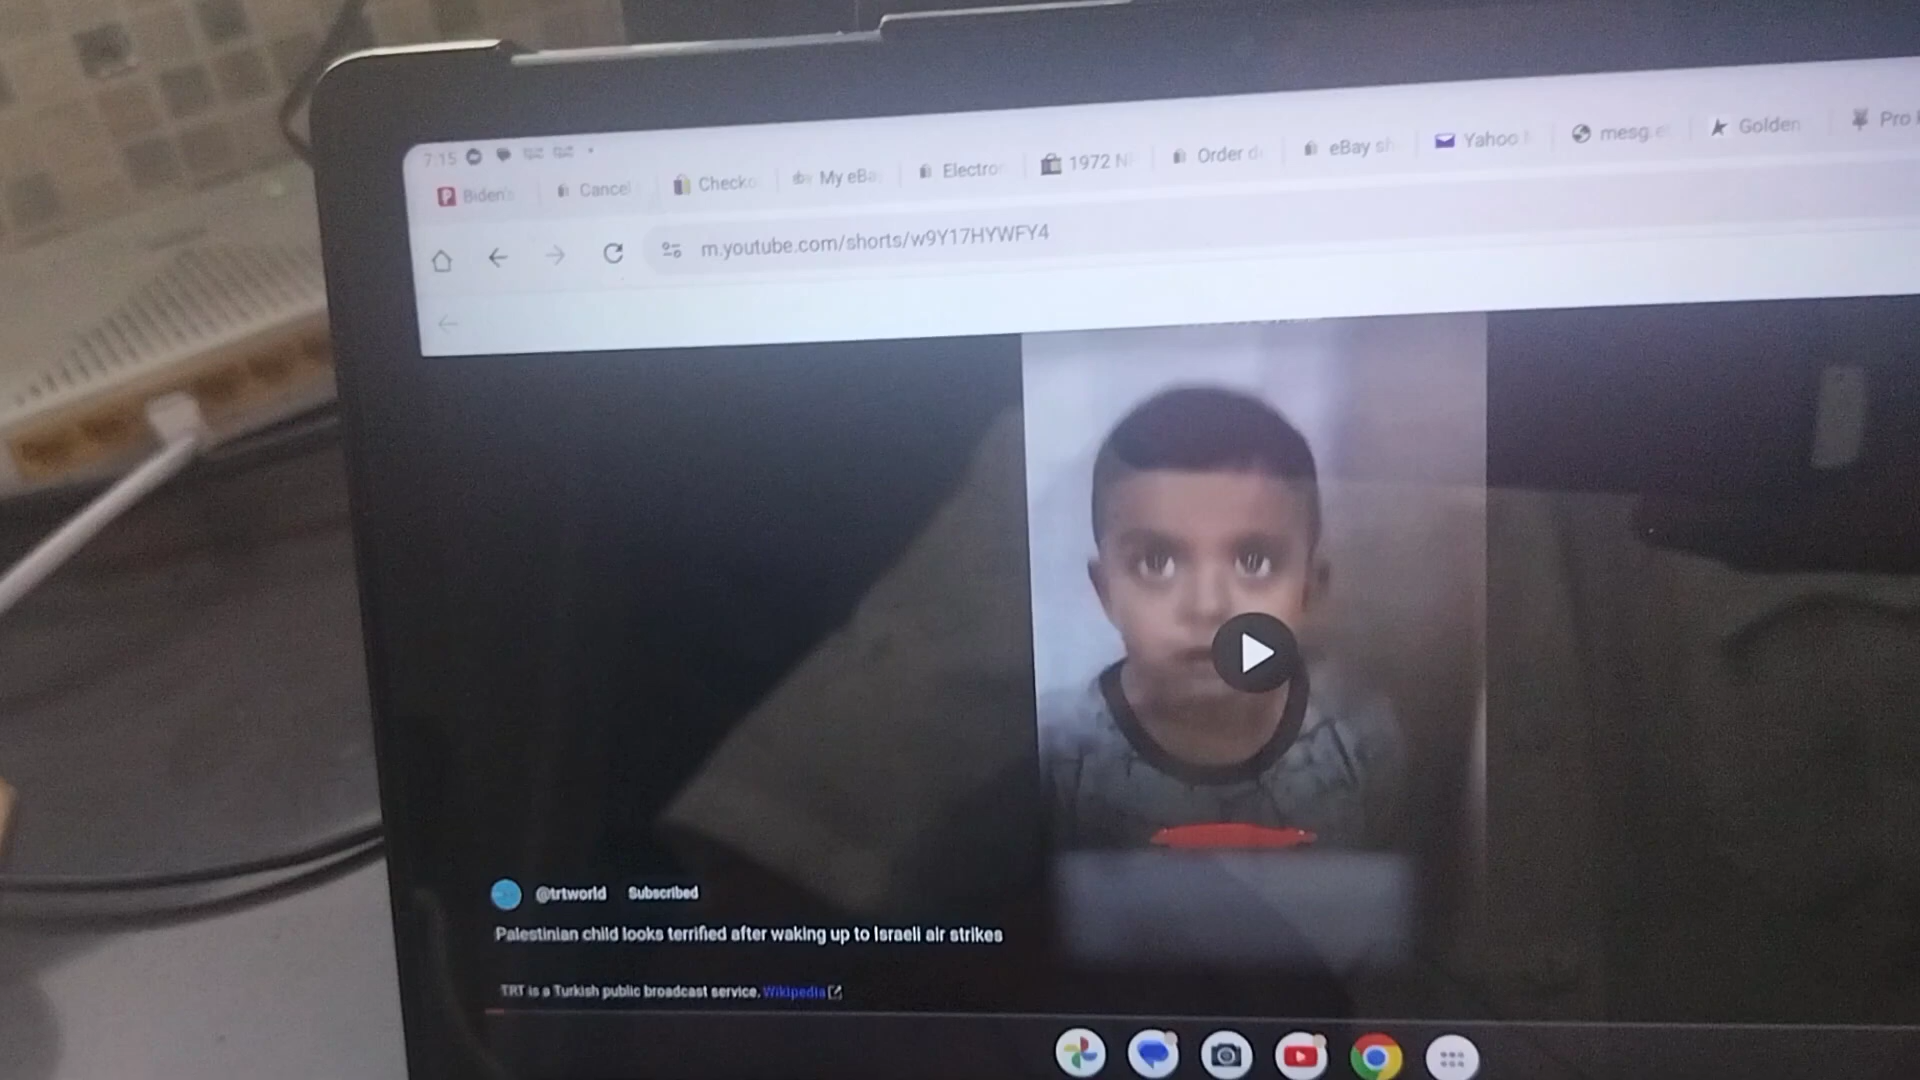 7:15
Biden's Cancel Checko My eBa Electro 1972 N Order d eBay sh Yahoo mesg.e Golden Pro
m.youtube.com/shorts/w9Y17HYWFY4
@trtworld Subscribed
Palestinian child looks terrified after waking up to Israeli air strikes
TRT is a Turkish public broadcast service. Wikipedia